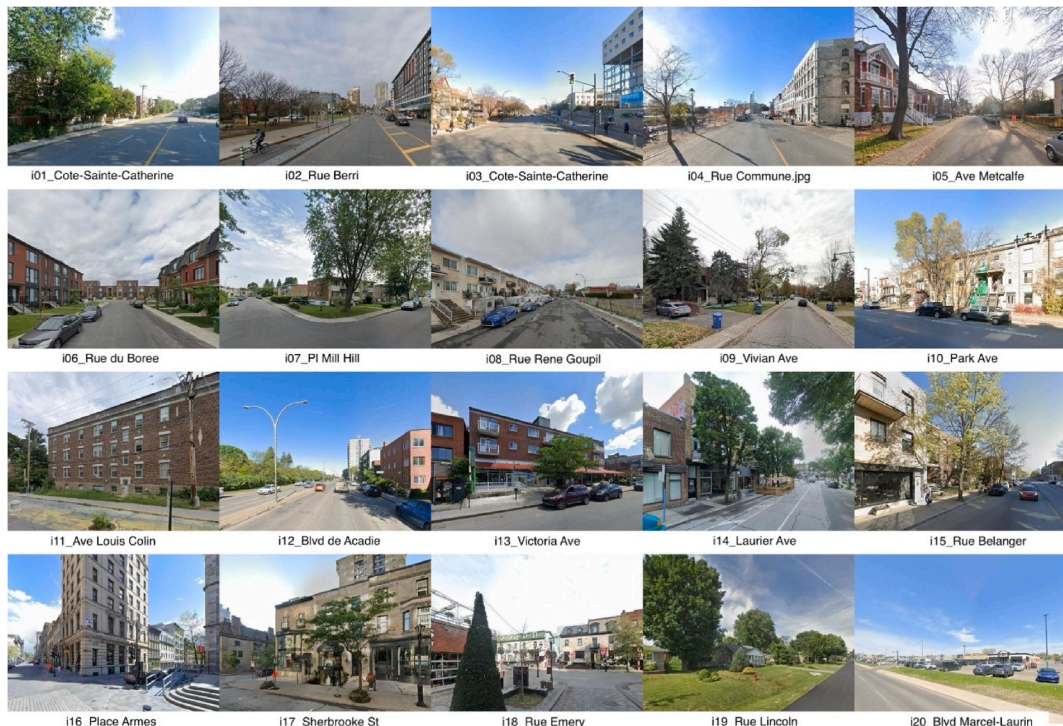 i01_Cote-Sainte-Catherine
i02_Rue Berri
i03_Cote-Sainte-Catherine
i04_Rue Commune.jpg
i05_Ave Metcalfe
i06_Rue du Boree
i07_Pl Mill Hill
i08_Rue Rene Goupil
i09_Vivian Ave
i10_Park Ave
i11_Ave Louis Colin
i12_Blvd de Acadie
i13_Victoria Ave
i14_Laurier Ave
i15_Rue Belanger
i16_Place Armes
i17_Sherbrooke St
i18_Rue Emery
i19_Rue Lincoln
i20_Blvd Marcel-Laurin